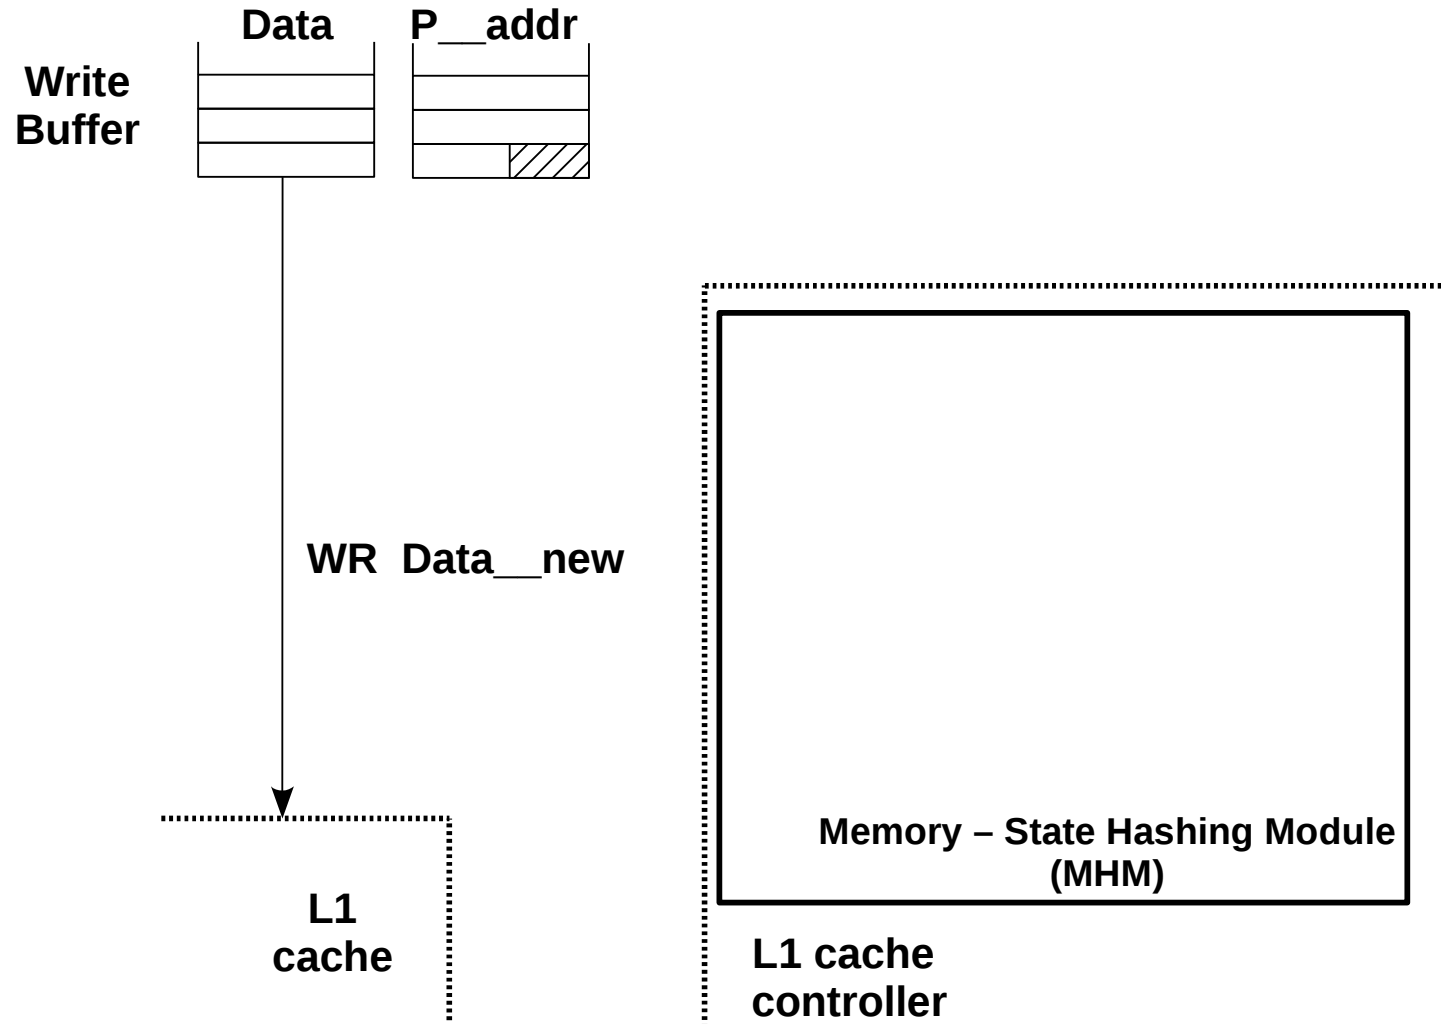 Data P__addr
Write
Buffer
WR Data__new
Memory – State Hashing Module
(MHM)
L1
cache
L1 cache
controller